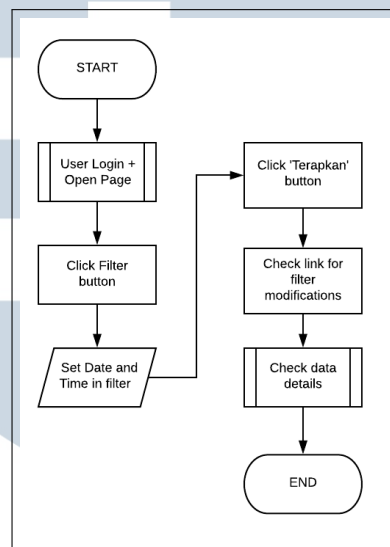 START
User Login +
Open Page
Click Filter
button
Set Date and
Time in filter
Click 'Terapkan'
button
Check link for
filter
modifications
Check data
details
END